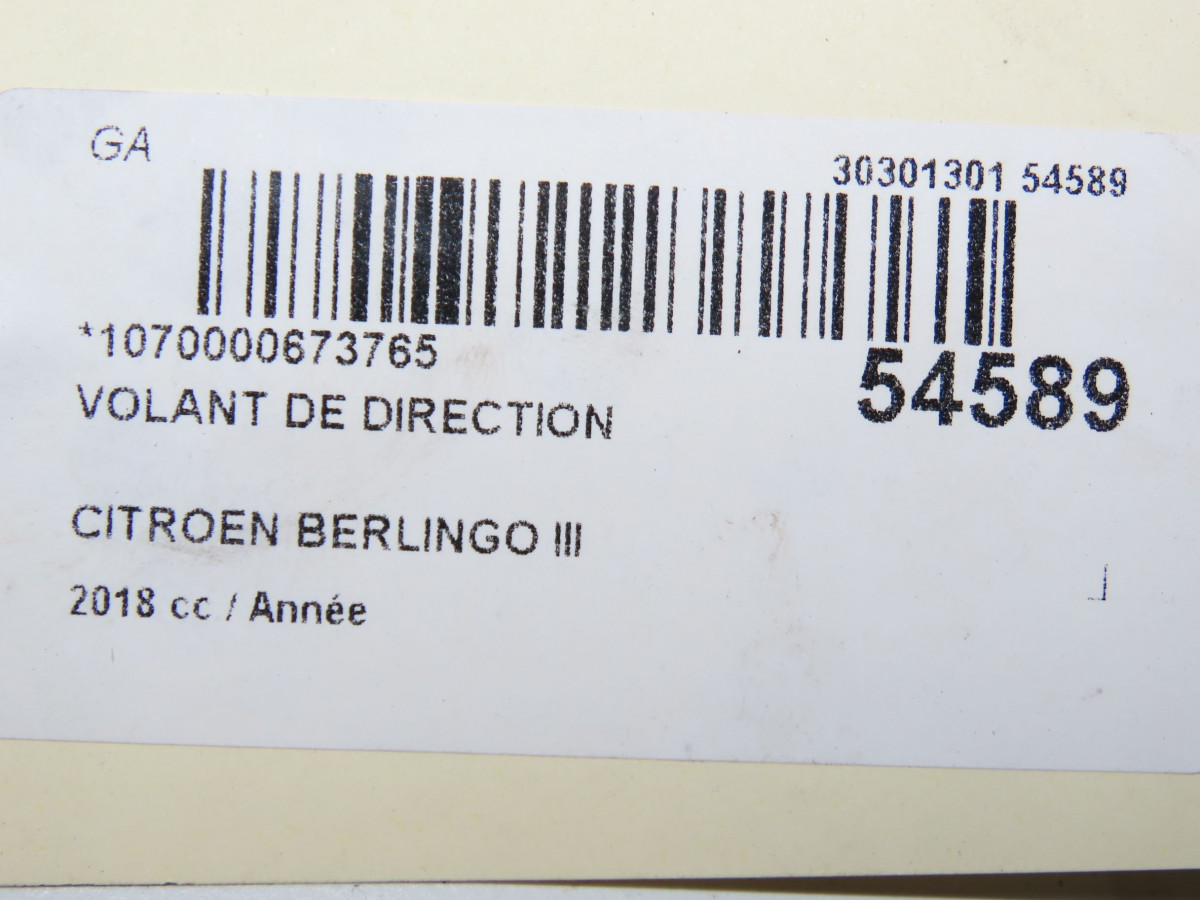 GA
30301301 54589
*1070000673765
54589
VOLANT DE DIRECTION
CITROEN BERLINGO III
2018 cc / Année